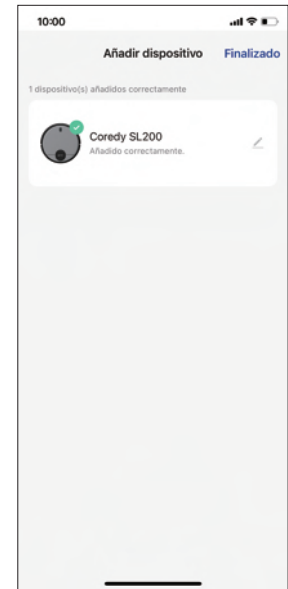 10:00
Añadir dispositivo Finalizado
1 dispositivo(s) añadidos correctamente
Coredy SL200
Añadido correctamente.